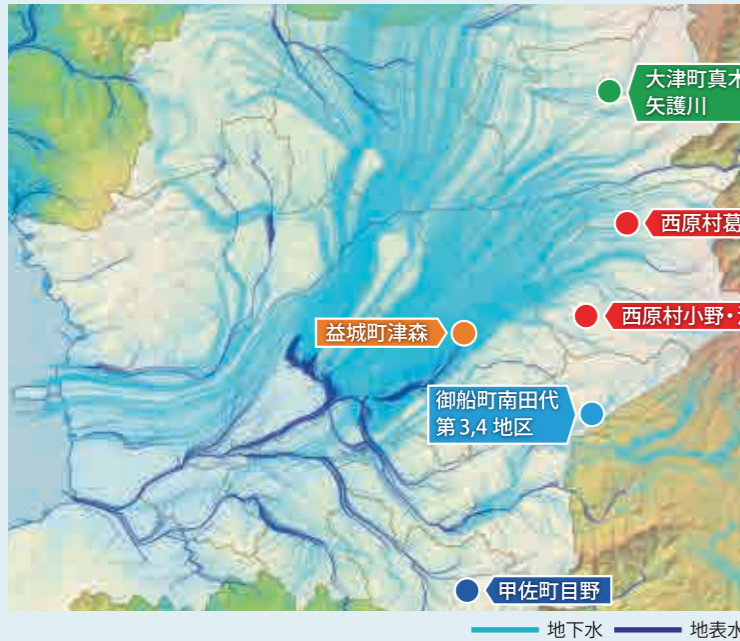 大津町真木
矢護川
西原村葛
西原村小野・
益城町津森
御船町南田代
第3,4地区
甲佐町目野
地下水
地表水